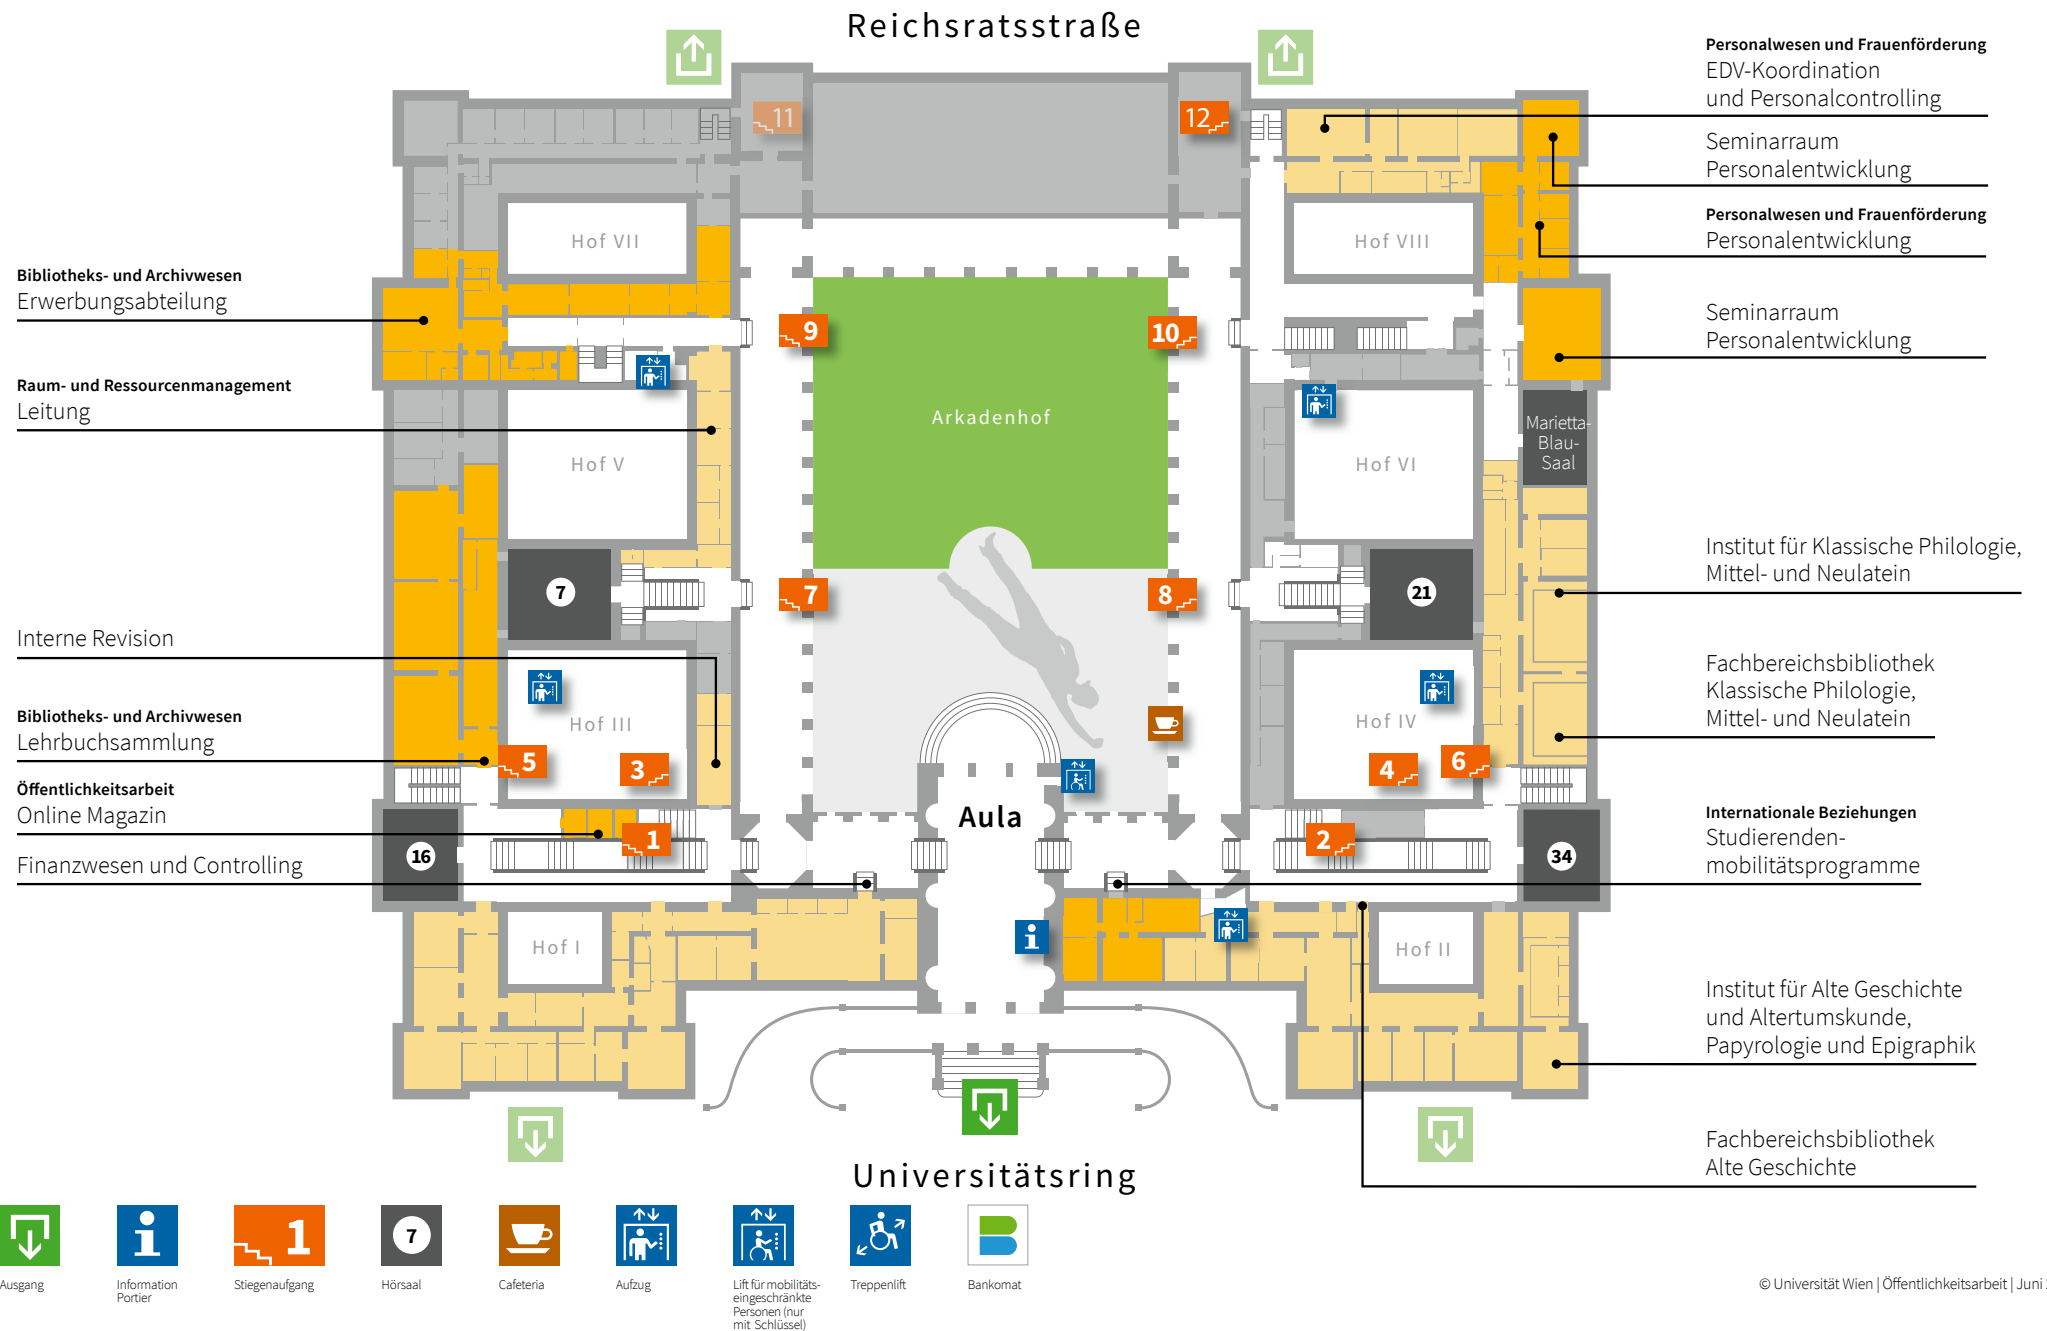 Reichsratsstraße
11
12
Hof VII
Hof VIII
9
10
Arkadenhof
Hof V
Hof VI
Marietta-
Blau-
Saal
7
7
8
21
Hof III
Hof IV
5
3
4
6
Aula
1
2
16
34
Hof I
Hof II
Universitätsring
Bibliotheks- und Archivwesen
Erwerbungsabteilung
Raum- und Ressourcenmanagement
Leitung
Interne Revision
Bibliotheks- und Archivwesen
Lehrbuchsammlung
Öffentlichkeitsarbeit
Online Magazin
Finanzwesen und Controlling
Personalwesen und Frauenförderung
EDV-Koordination
und Personalcontrolling
Seminarraum
Personalentwicklung
Personalwesen und Frauenförderung
Personalentwicklung
Seminarraum
Personalentwicklung
Institut für Klassische Philologie,
Mittel- und Neulatein
Fachbereichsbibliothek
Klassische Philologie,
Mittel- und Neulatein
Internationale Beziehungen
Studierenden-
mobilitätsprogramme
Institut für Alte Geschichte
und Altertumskunde,
Papyrologie und Epigraphik
Fachbereichsbibliothek
Alte Geschichte
1
7
Ausgang
Information
Portier
Stiegenaufgang
Hörsaal
Cafeteria
Aufzug
Lift für mobilitäts-
eingeschränkte
Personen (nur
mit Schlüssel)
Treppenlift
Bankomat
© Universität Wien | Öffentlichkeitsarbeit | Juni